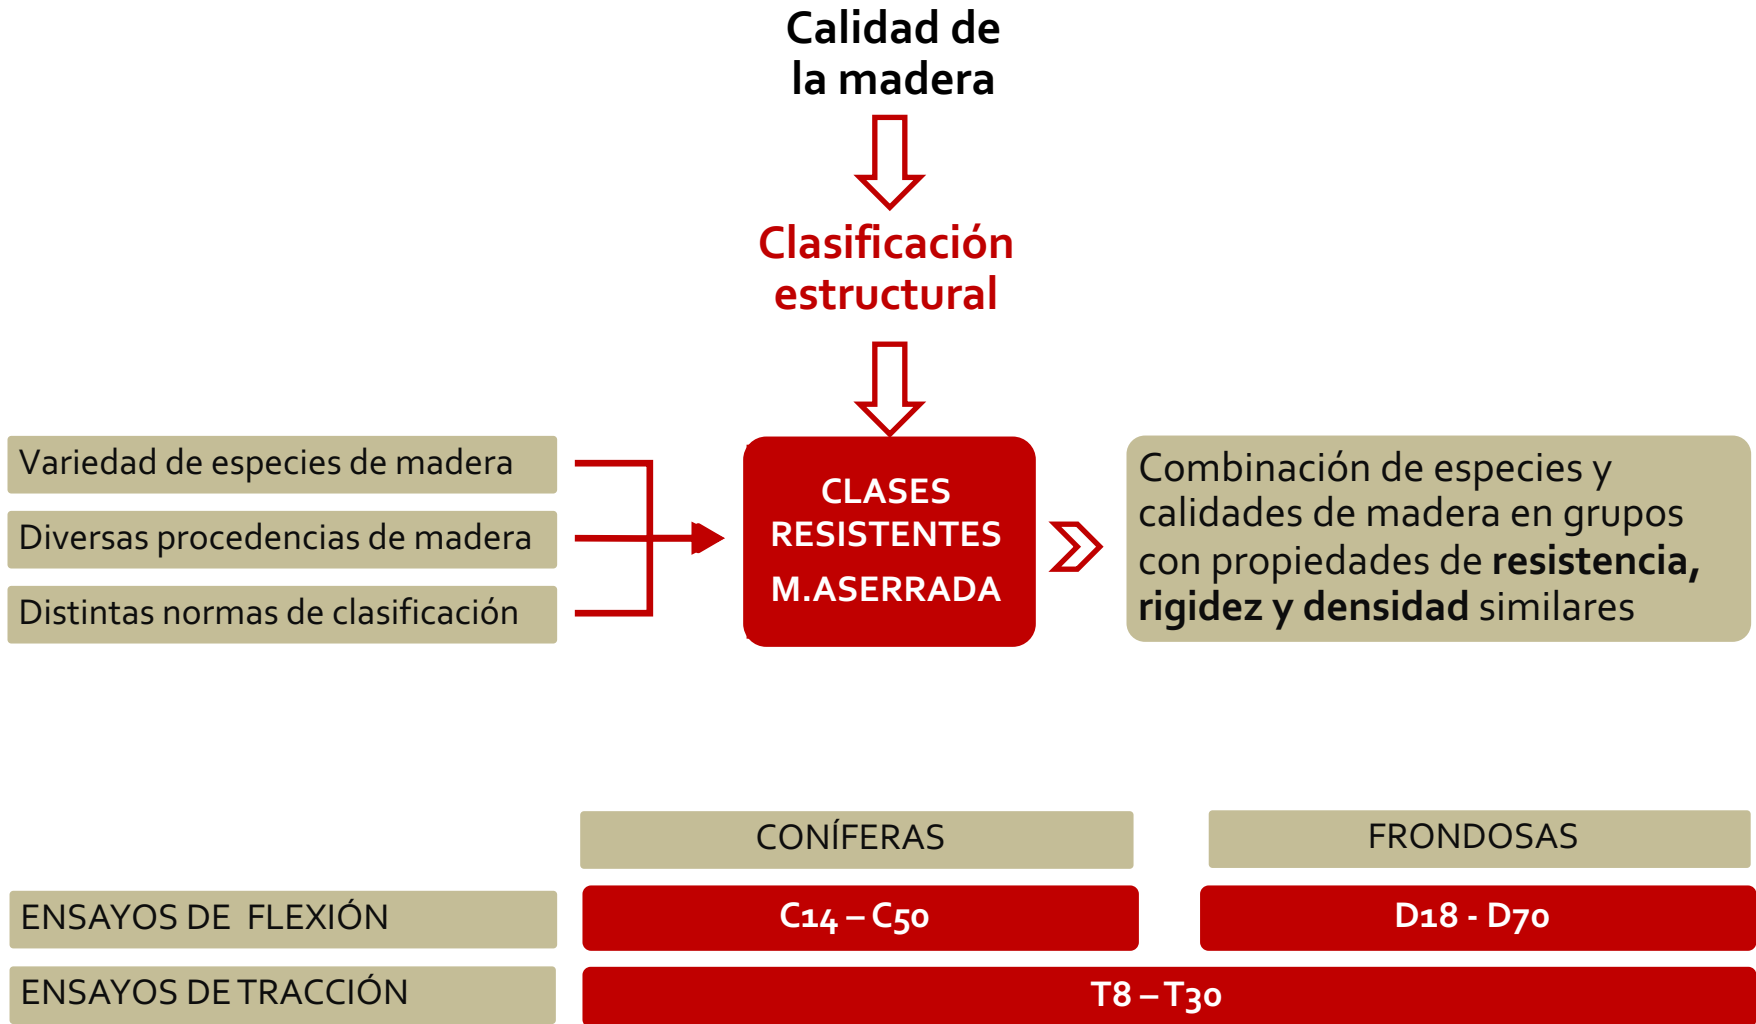 Calidad de
la madera
Clasificación
estructural
Variedad de especies de madera
Diversas procedencias de madera
Distintas normas de clasificación
CLASES
RESISTENTES
M.ASERRADA
Combinación de especies y
calidades de madera en grupos
con propiedades de resistencia,
rigidez y densidad similares
CONÍFERAS
FRONDOSAS
ENSAYOS DE FLEXIÓN
C14 – C50
D18 - D70
ENSAYOS DE TRACCIÓN
T8 – T30